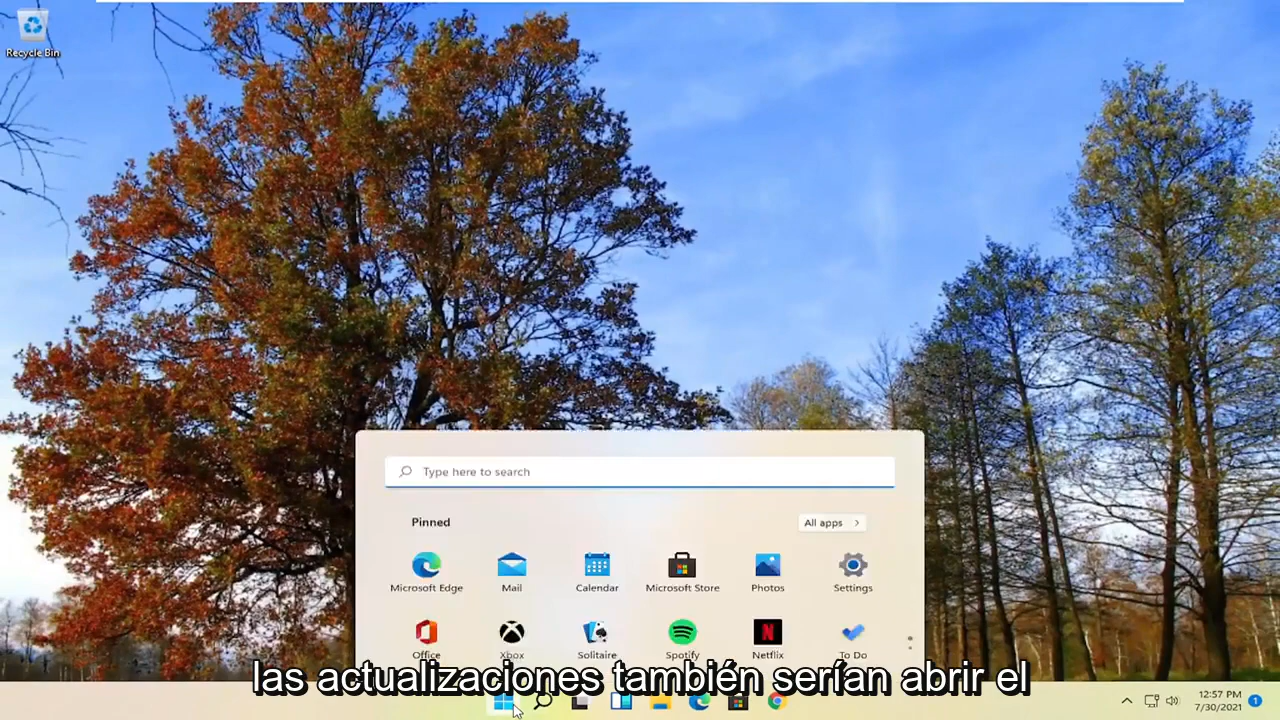 Recycle Bin
Type here to search
Pinned
All apps >
Microsoft Edge
Mail
Calendar
Microsoft Store
Photos
Settings
Office
Xbox
Solitaire
Spotify
Netflix
To Do
las actualizaciones también serían abrir el
12:57 PM
7/30/2021
1